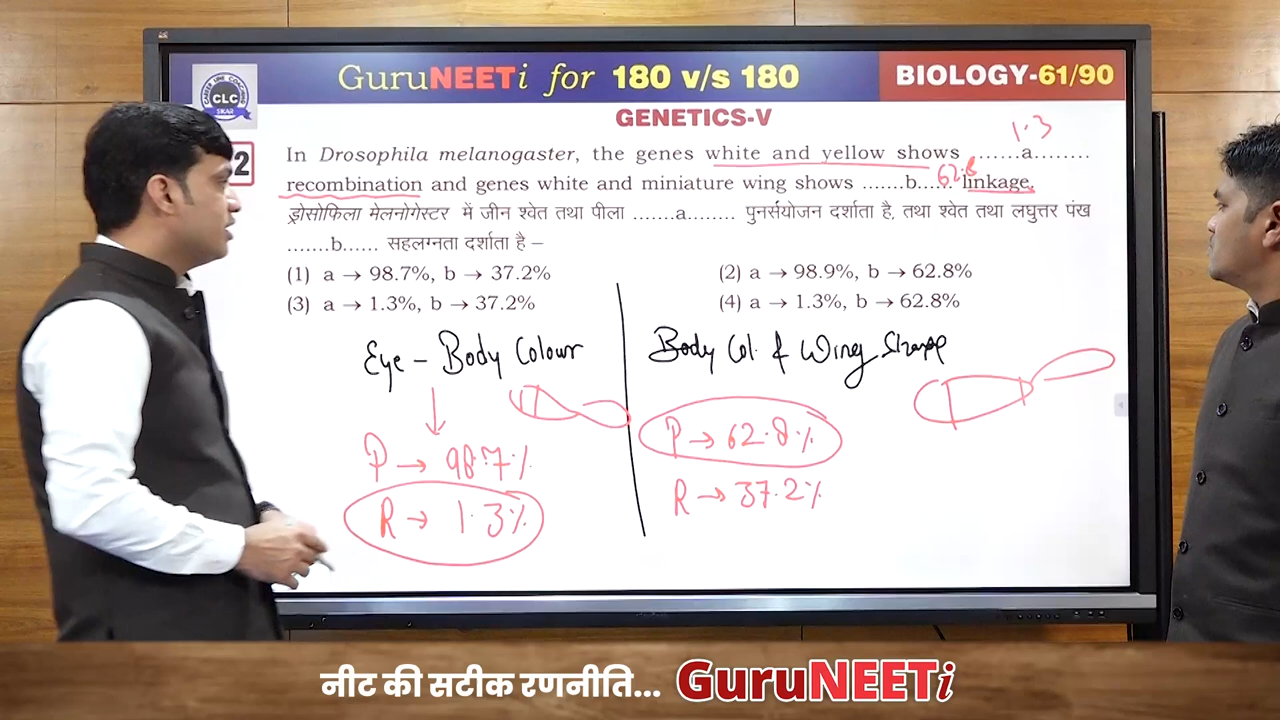 GuruNEETi for 180 v/s 180
BIOLOGY-61/90
CAREER LINE COACHING
CLC
SIKAR
GENETICS-V
1.3
2
In Drosophila melanogaster, the genes white and yellow shows .......a........
62.8
recombination and genes white and miniature wing shows .......b...... linkage.
ड्रोसोफिला मेलनोगेस्टर में जीन श्वेत तथा पीला .......a........ पुनर्संयोजन दर्शाता है, तथा श्वेत तथा लघुत्तर पंख
.......b...... सहलग्नता दर्शाता है –
(1) a → 98.7%, b → 37.2%
(2) a → 98.9%, b → 62.8%
(3) a → 1.3%, b → 37.2%
(4) a → 1.3%, b → 62.8%
Eye – Body Colour
Body Col. & Wing Shape
P → 98.7%
R → 1.3%
P → 62.8%
R → 37.2%
नीट की सटीक रणनीति... GuruNEETi